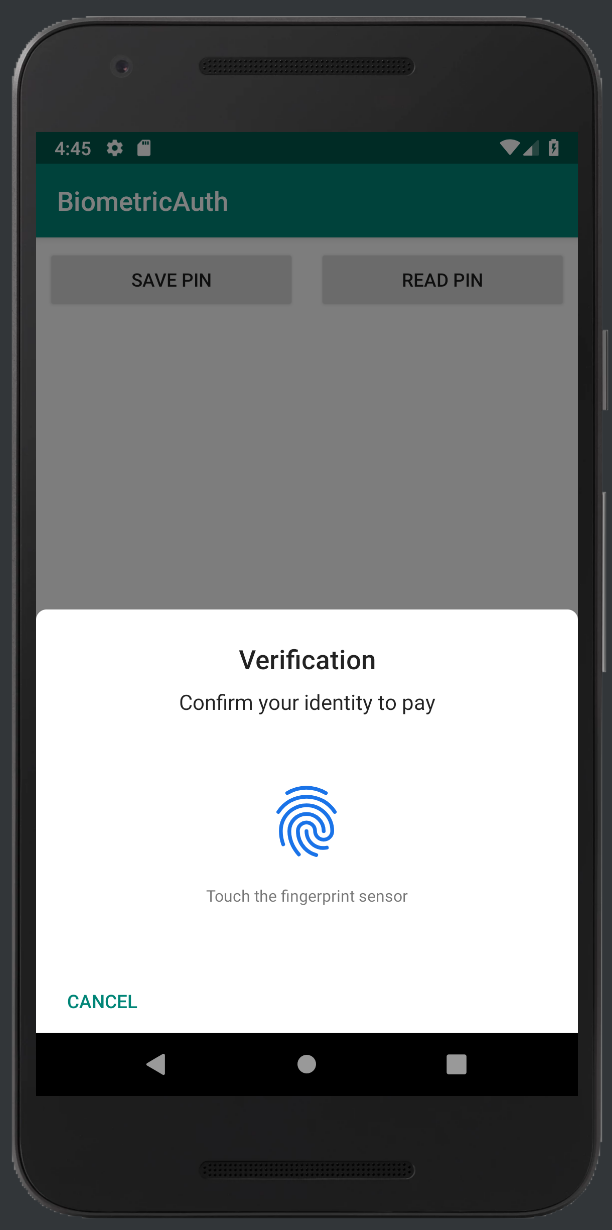 4:45
BiometricAuth
SAVE PIN
READ PIN
Verification
Confirm your identity to pay
Touch the fingerprint sensor
CANCEL